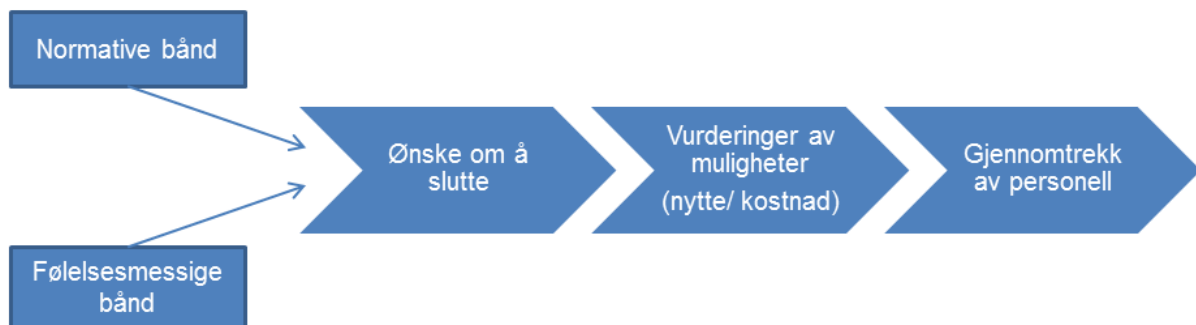 Normative bånd
Følelsesmessige
bånd
Ønske om å
slutte
Vurderinger av
muligheter
(nytte/ kostnad)
Gjennomtrekk
av personell